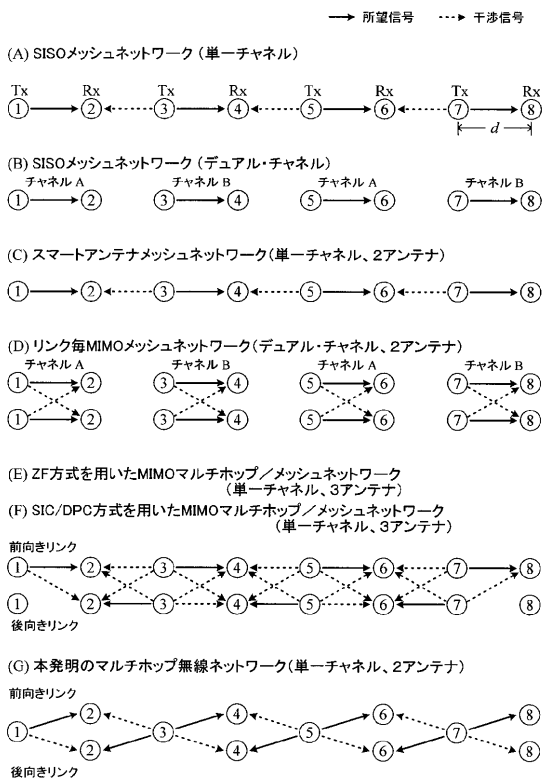 所望信号 干渉信号
(A) SISOメッシュネットワーク (単一チャネル)
Tx Rx Tx Rx Tx Rx Tx Rx
1 2 3 4 5 6 7 8
d
(B) SISOメッシュネットワーク (デュアル・チャネル)
チャネル A チャネル B チャネル A チャネル B
1 2 3 4 5 6 7 8
(C) スマートアンテナメッシュネットワーク(単一チャネル、2アンテナ)
1 2 3 4 5 6 7 8
(D) リンク毎MIMOメッシュネットワーク(デュアル・チャネル、2アンテナ)
チャネル A チャネル B チャネル A チャネル B
1 2 3 4 5 6 7 8
1 2 3 4 5 6 7 8
(E) ZF方式を用いたMIMOマルチホップ/メッシュネットワーク
(単一チャネル、3アンテナ)
(F) SIC/DPC方式を用いたMIMOマルチホップ/メッシュネットワーク
(単一チャネル、3アンテナ)
前向きリンク
1 2 3 4 5 6 7 8
1 2 3 4 5 6 7 8
後向きリンク
(G) 本発明のマルチホップ無線ネットワーク(単一チャネル、2アンテナ)
前向きリンク
2 4 6 8
1 3 5 7
2 4 6 8
後向きリンク